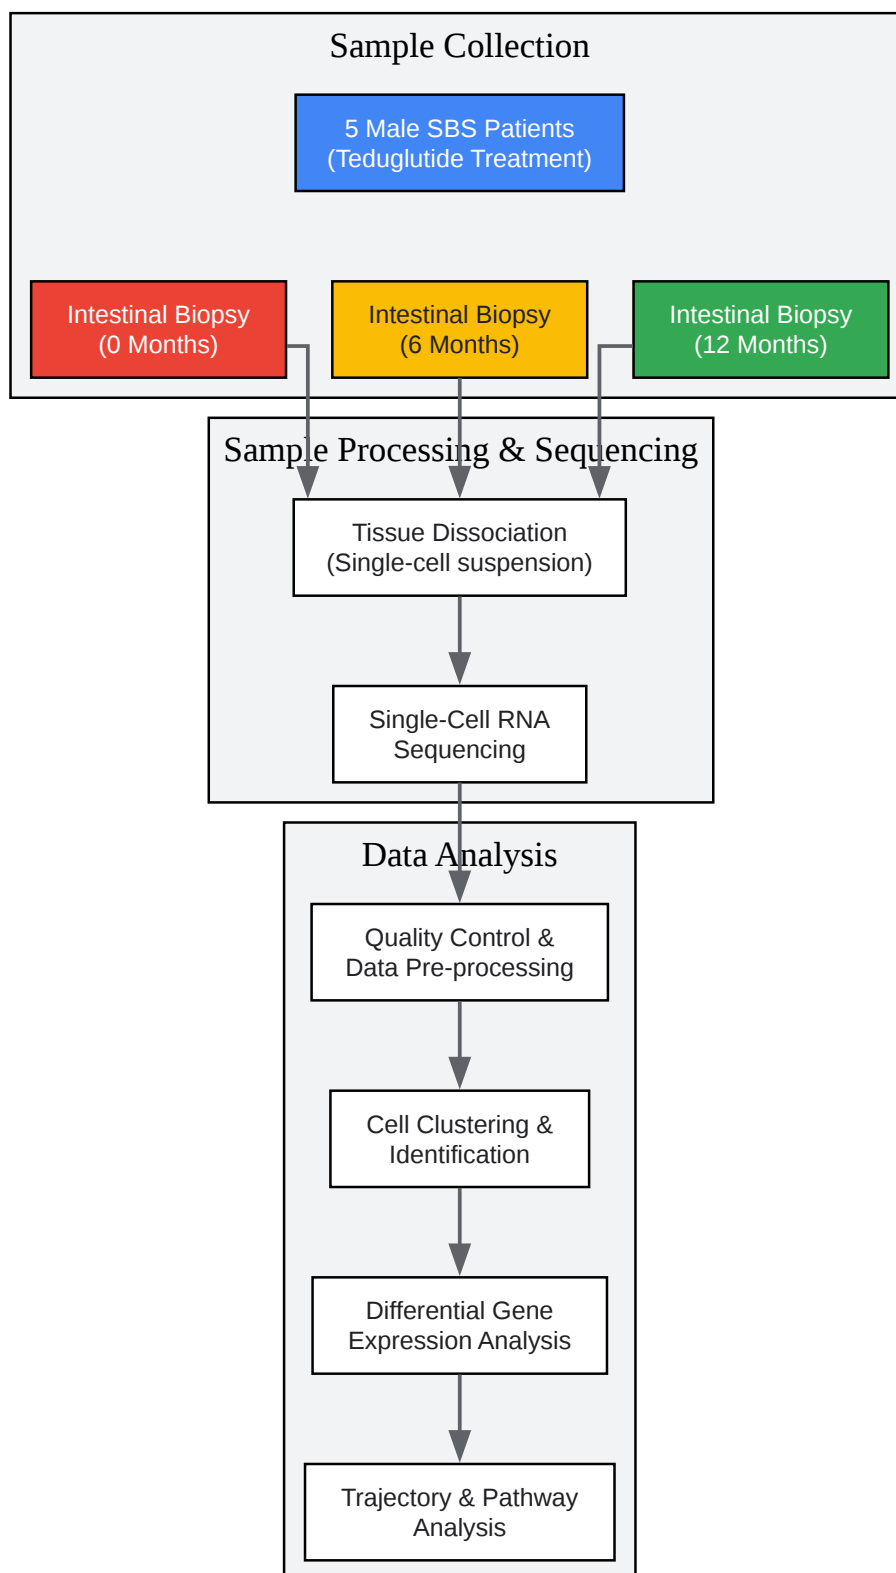 Sample Collection
5 Male SBS Patients
(Teduglutide Treatment)
Intestinal Biopsy
(0 Months)
Intestinal Biopsy
(6 Months)
Intestinal Biopsy
(12 Months)
Sample Processing & Sequencing
Tissue Dissociation
(Single-cell suspension)
Single-Cell RNA
Sequencing
Data Analysis
Quality Control &
Data Pre-processing
Cell Clustering &
Identification
Differential Gene
Expression Analysis
Trajectory & Pathway
Analysis